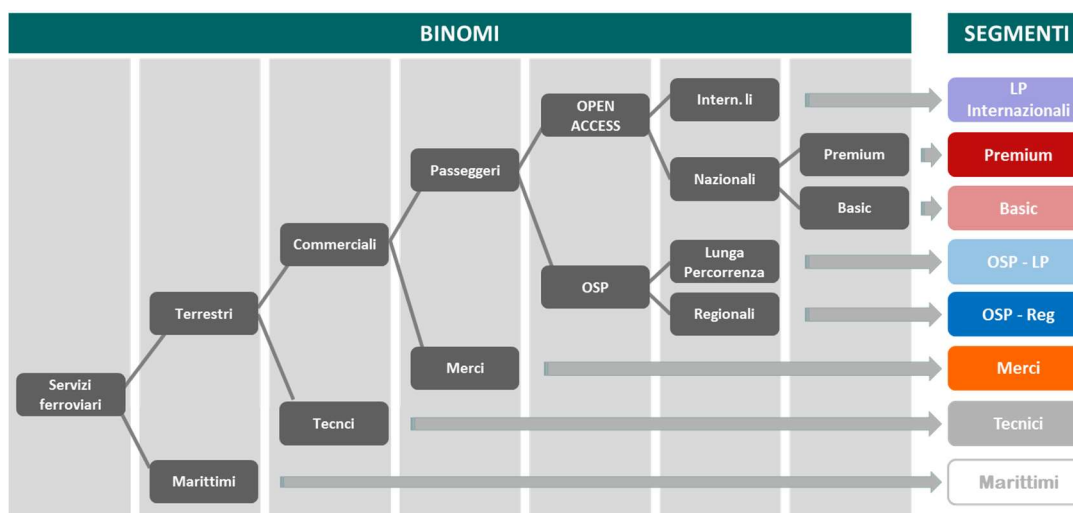 BINOMI
SEGMENTI
OPEN
ACCESS
Intern. li
LP
Internazionali
Passeggeri
Nazionali
Premium
Premium
Basic
Basic
Commerciali
Lunga
Percorrenza
OSP - LP
OSP
Terrestri
Regionali
OSP - Reg
Servizi
ferroviari
Merci
Merci
Tecnci
Tecnici
Marittimi
Marittimi